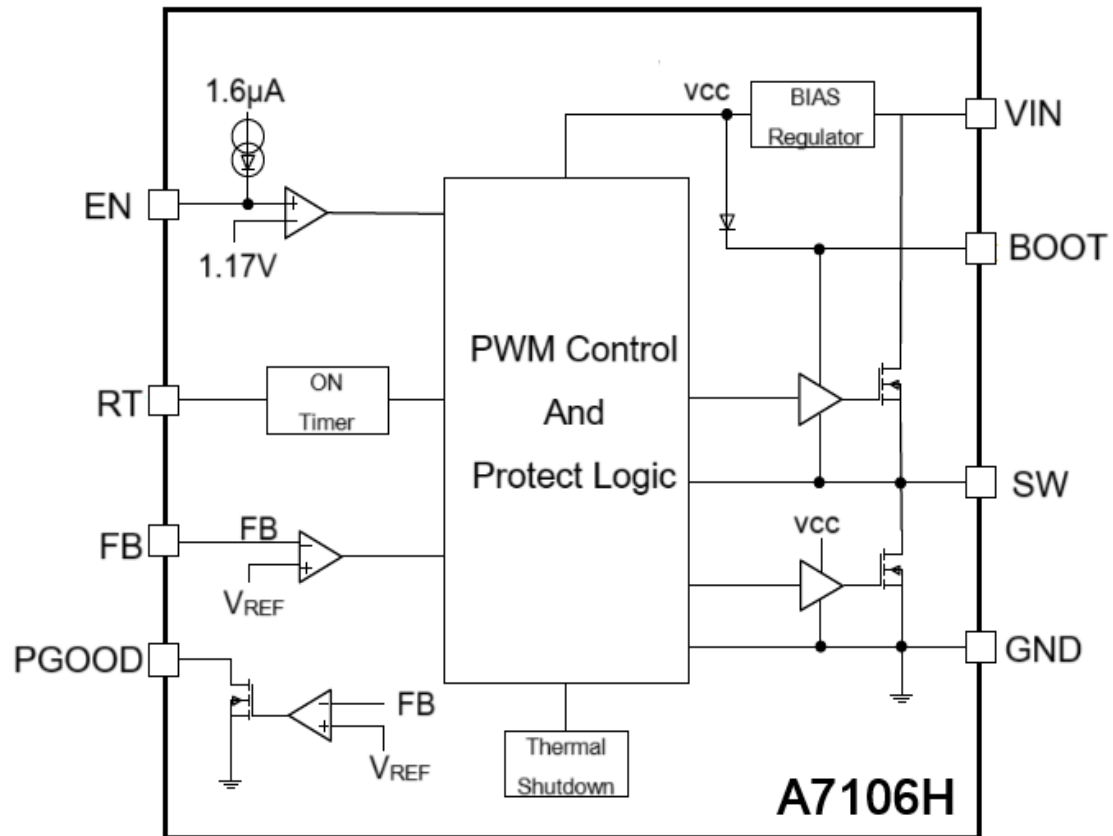 1.6µA
vcc
BIAS
Regulator
VIN
EN
1.17V
BOOT
PWM Control
And
Protect Logic
RT
ON
Timer
SW
FB
FB
VREF
vcc
PGOOD
FB
VREF
GND
Thermal
Shutdown
A7106H